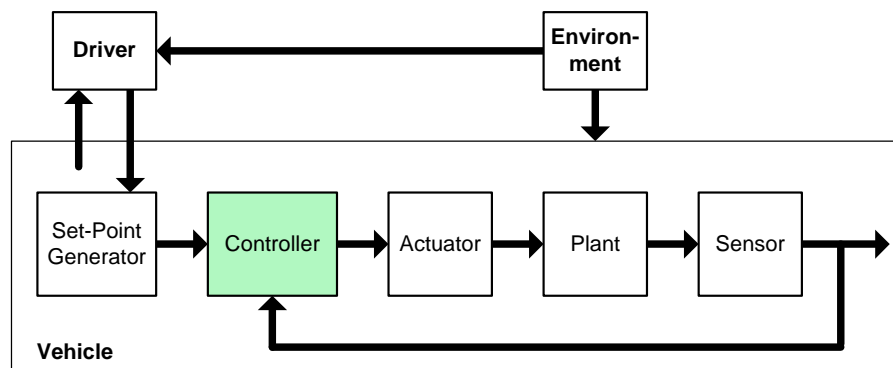 Driver
Environ-
ment
Set-Point
Generator
Controller
Actuator
Plant
Sensor
Vehicle